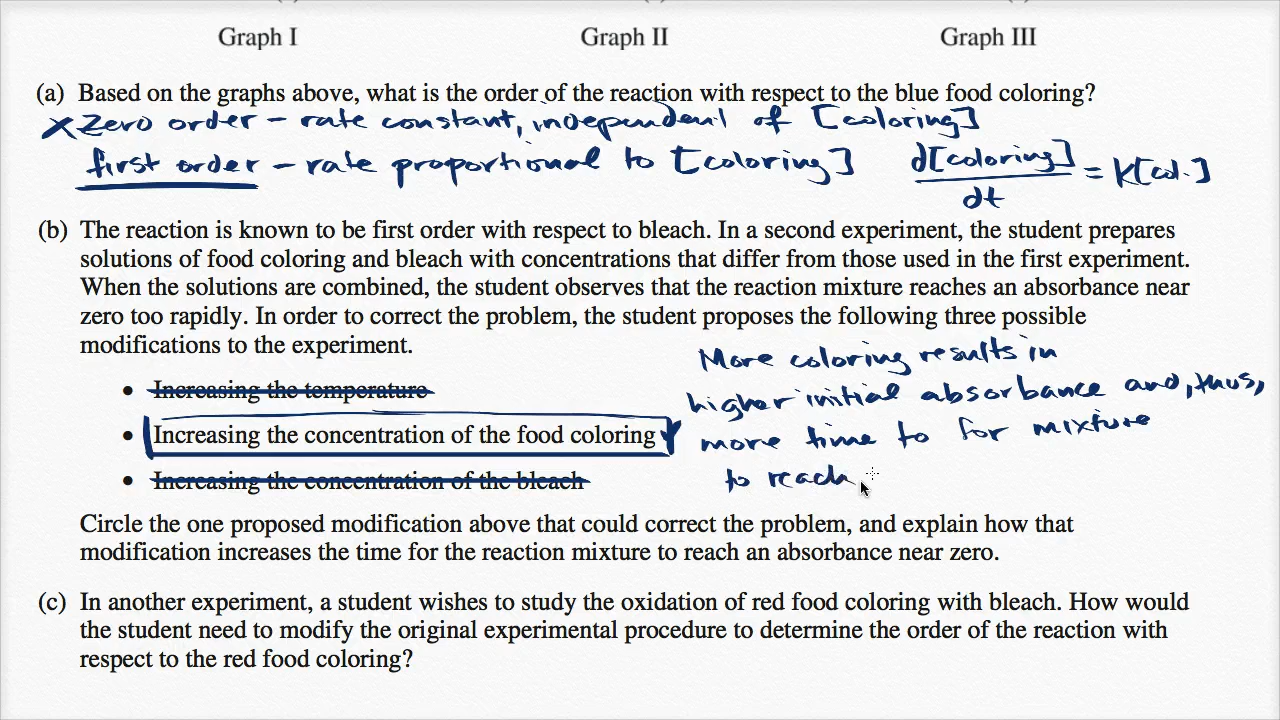 Graph I Graph II Graph III
(a) Based on the graphs above, what is the order of the reaction with respect to the blue food coloring?
x Zero order - rate constant, independent of [coloring]
first order - rate proportional to [coloring] d[coloring]/dt = K[col.]
(b) The reaction is known to be first order with respect to bleach. In a second experiment, the student prepares
solutions of food coloring and bleach with concentrations that differ from those used in the first experiment.
When the solutions are combined, the student observes that the reaction mixture reaches an absorbance near
zero too rapidly. In order to correct the problem, the student proposes the following three possible
modifications to the experiment.
More coloring results in
• Increasing the temperature
higher initial absorbance and, thus,
• Increasing the concentration of the food coloring
more time to for mixture
• Increasing the concentration of the bleach
to reach
Circle the one proposed modification above that could correct the problem, and explain how that
modification increases the time for the reaction mixture to reach an absorbance near zero.
(c) In another experiment, a student wishes to study the oxidation of red food coloring with bleach. How would
the student need to modify the original experimental procedure to determine the order of the reaction with
respect to the red food coloring?